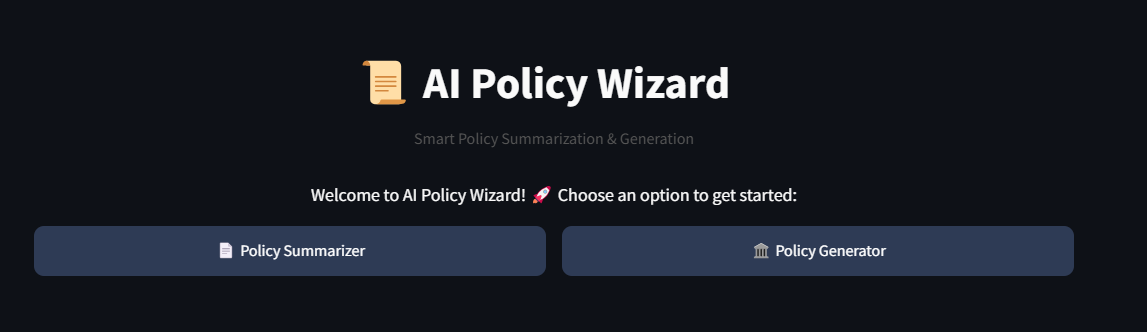 📜 AI Policy Wizard
Smart Policy Summarization & Generation
Welcome to AI Policy Wizard! 🚀 Choose an option to get started:
📄 Policy Summarizer
🏛️ Policy Generator